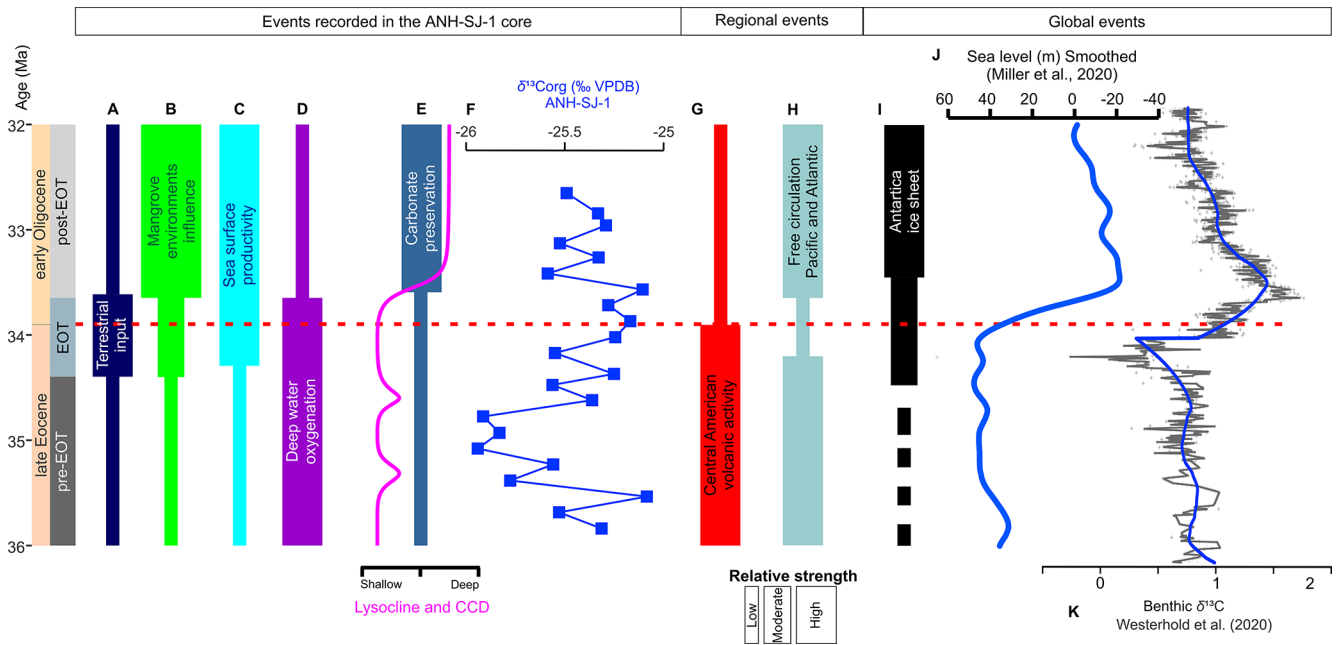 Events recorded in the ANH-SJ-1 core
Regional events
Global events
Age (Ma)
J
Sea level (m) Smoothed
(Miller et al., 2020)
δ¹³Corg (‰ VPDB)
ANH-SJ-1
A
B
C
D
E
F
G
H
I
-26
-25.5
-25
60
40
20
0
-20
-40
32
33
34
35
36
early Oligocene
late Eocene
post-EOT
EOT
pre-EOT
Terrestrial
input
Mangrove
environments
influence
Sea surface
productivity
Deep water
oxygenation
Carbonate
preservation
Central American
volcanic activity
Free circulation
Pacific and Atlantic
Antartica
ice sheet
Shallow
Deep
Lysocline and CCD
Relative strength
Low
Moderate
High
0
1
2
K
Benthic δ¹³C
Westerhold et al. (2020)